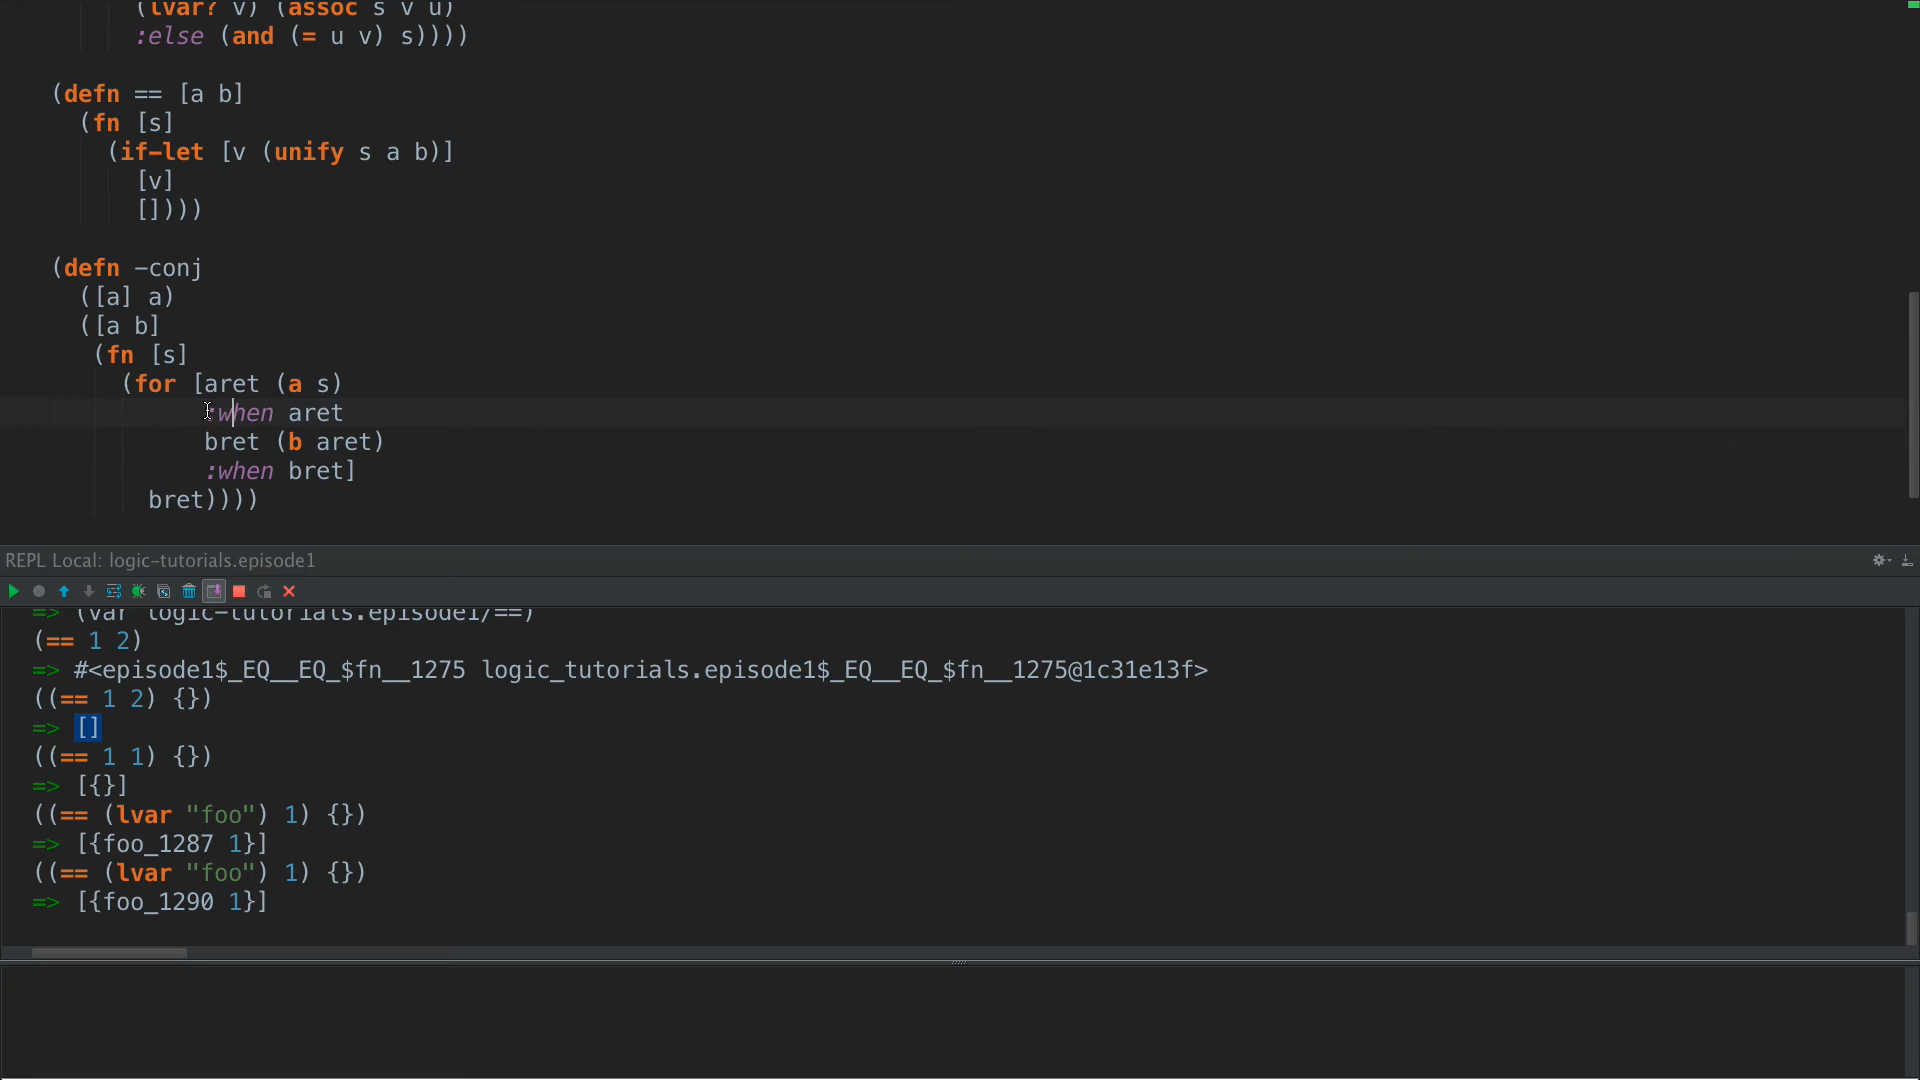 (lvar? v) (assoc s v u)
:else (and (= u v) s))))
(defn == [a b]
(fn [s]
(if-let [v (unify s a b)]
[v]
[])))
(defn -conj
([a] a)
([a b]
(fn [s]
(for [aret (a s)
:when aret
bret (b aret)
:when bret]
bret))))
REPL Local: logic-tutorials.episode1
=> (var logic-tutorials.episode1/==)
(== 1 2)
=> #<episode1$_EQ__EQ_$fn__1275 logic_tutorials.episode1$_EQ__EQ_$fn__1275@1c31e13f>
((== 1 2) {})
=> []
((== 1 1) {})
=> [{}]
((== (lvar "foo") 1) {})
=> [{foo_1287 1}]
((== (lvar "foo") 1) {})
=> [{foo_1290 1}]